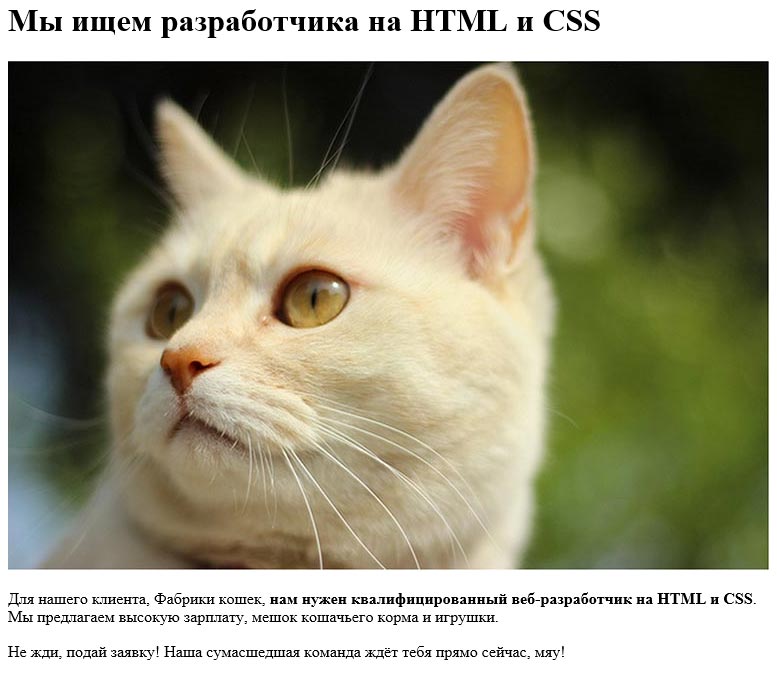 Мы ищем разработчика на HTML и CSS
Для нашего клиента, Фабрики кошек, нам нужен квалифицированный веб-разработчик на HTML и CSS.
Мы предлагаем высокую зарплату, мешок кошачьего корма и игрушки.
Не жди, подай заявку! Наша сумасшедшая команда ждёт тебя прямо сейчас, мяу!